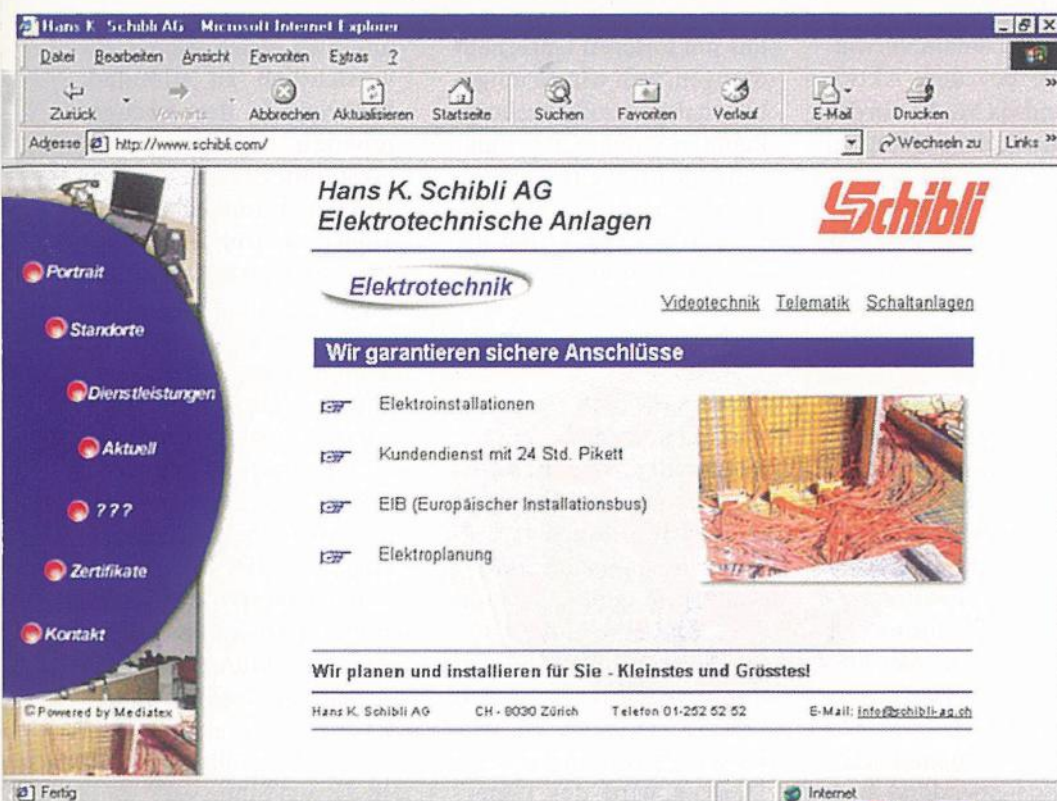 Hans K. Schibli AG Microsoft Internet Explorer
Datei Bearbeiten Ansicht Favoriten Extras ?
Zurück Vorwärts Abbrechen Aktualisieren Startseite Suchen Favoriten Verlauf E-Mail Drucken »
Adresse http://www.schibli.com/ Wechseln zu Links »
Hans K. Schibli AG
Elektrotechnische Anlagen
Schibli
Elektrotechnik
Videotechnik Telematik Schaltanlagen
Portrait
Standorte
Dienstleistungen
Aktuell
???
Zertifikate
Kontakt
© Powered by Mediatex
Wir garantieren sichere Anschlüsse
Elektroinstallationen
Kundendienst mit 24 Std. Pikett
EIB (Europäischer Installationsbus)
Elektroplanung
Wir planen und installieren für Sie - Kleinstes und Grösstes!
Hans K. Schibli AG CH - 8030 Zürich Telefon 01-252 52 52 E-Mail: info@schibli-ag.ch
Fertig Internet